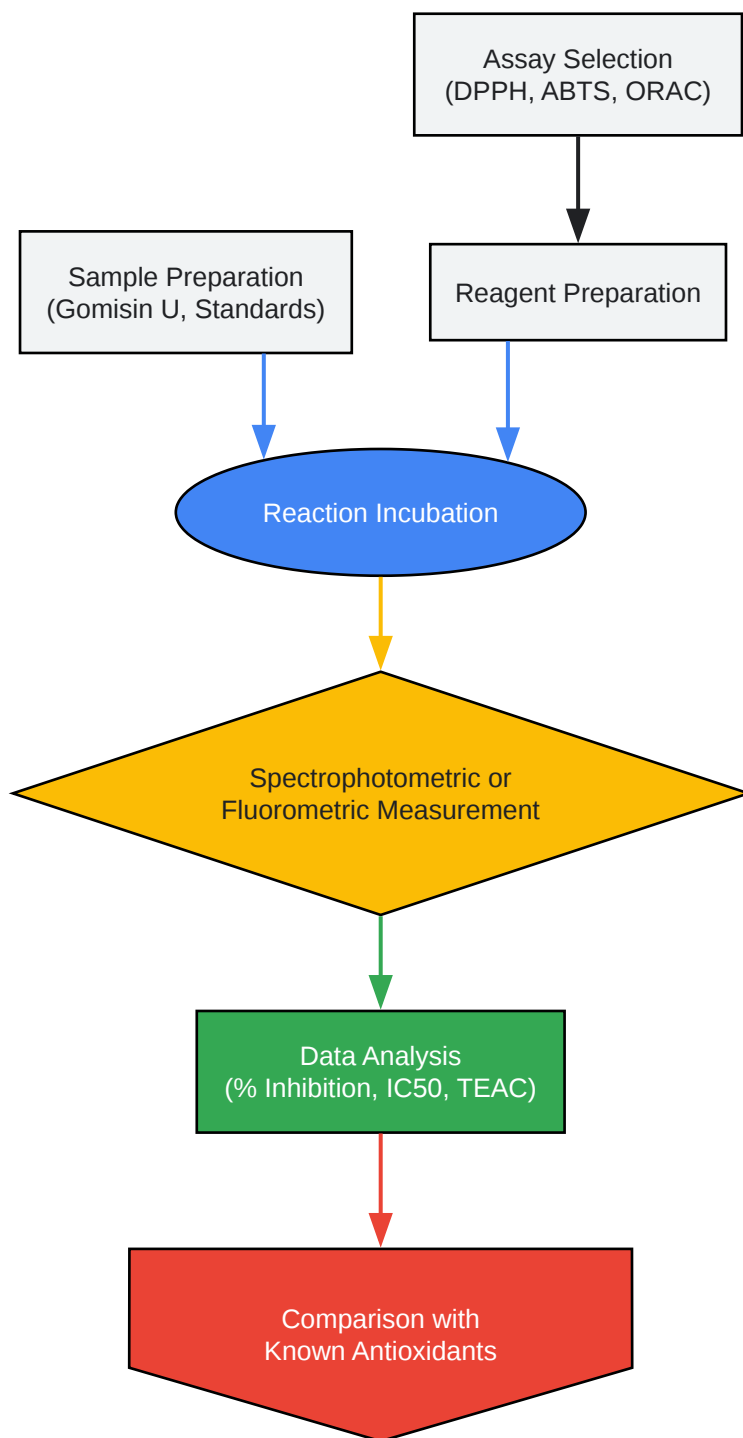 Assay Selection
(DPPH, ABTS, ORAC)
Sample Preparation
(Gomisin U, Standards)
Reagent Preparation
Reaction Incubation
Spectrophotometric or
Fluorometric Measurement
Data Analysis
(% Inhibition, IC50, TEAC)
Comparison with
Known Antioxidants